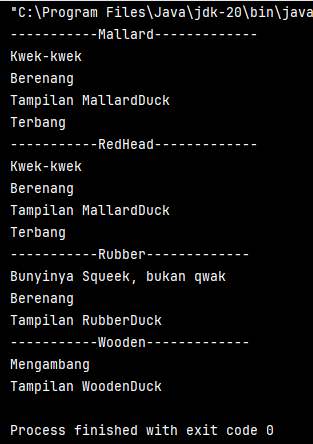 "C:\Program Files\Java\jdk-20\bin\java
-----------Mallard-------------
Kwek-kwek
Berenang
Tampilan MallardDuck
Terbang
-----------RedHead-------------
Kwek-kwek
Berenang
Tampilan MallardDuck
Terbang
-----------Rubber-------------
Bunyinya Squeek, bukan qwak
Berenang
Tampilan RubberDuck
-----------Wooden-------------
Mengambang
Tampilan WoodenDuck
Process finished with exit code 0